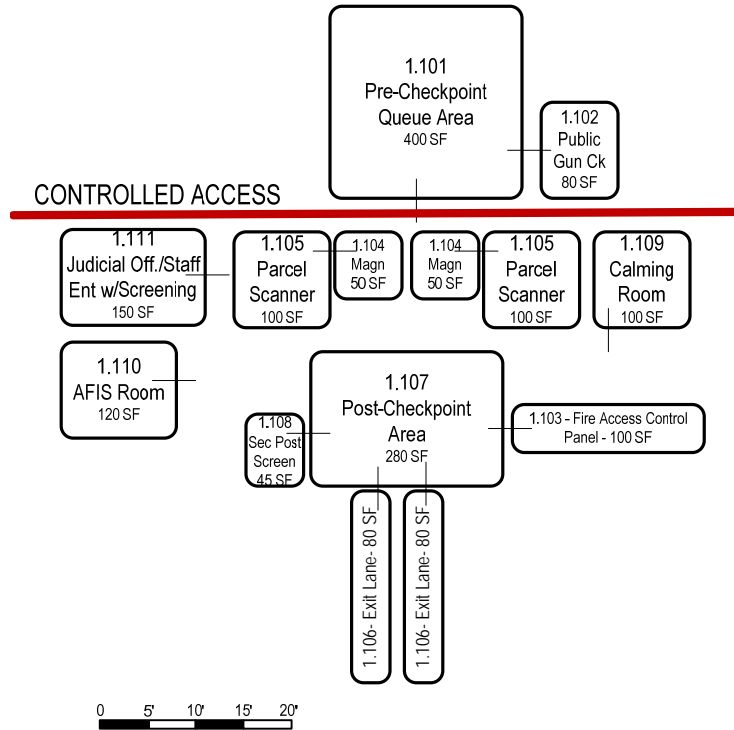 1.101
Pre-Checkpoint
Queue Area
400 SF
1.102
Public
Gun Ck
80 SF
CONTROLLED ACCESS
1.111
Judicial Off./Staff
Ent w/Screening
150 SF
1.105
Parcel
Scanner
100 SF
1.104
Magn
50 SF
1.104
Magn
50 SF
1.105
Parcel
Scanner
100 SF
1.109
Calming
Room
100 SF
1.110
AFIS Room
120 SF
1.107
Post-Checkpoint
Area
280 SF
1.108
Sec Post
Screen
45 SF
1.103 - Fire Access Control
Panel - 100 SF
1.106- Exit Lane- 80 SF
1.106- Exit Lane- 80 SF
0 5' 10' 15' 20'